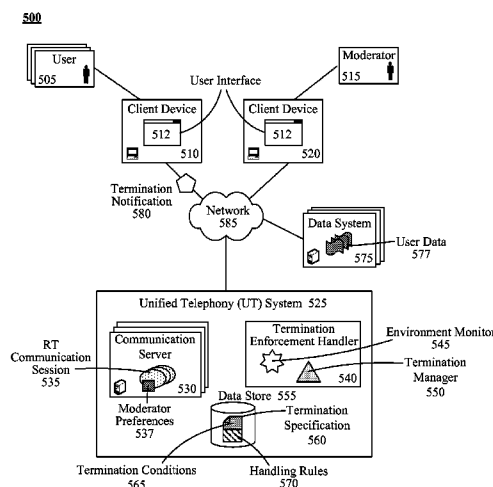 500
User
505
Moderator
515
User Interface
Client Device
512
510
Client Device
512
520
Termination
Notification
580
Network
585
Data System
575
User Data
577
Unified Telephony (UT) System 525
RT
Communication
Session
535
Communication
Server
530
Moderator
Preferences
537
Termination
Enforcement Handler
540
Environment Monitor
545
Termination
Manager
550
Data Store 555
Termination
Specification
560
Termination Conditions
565
Handling Rules
570